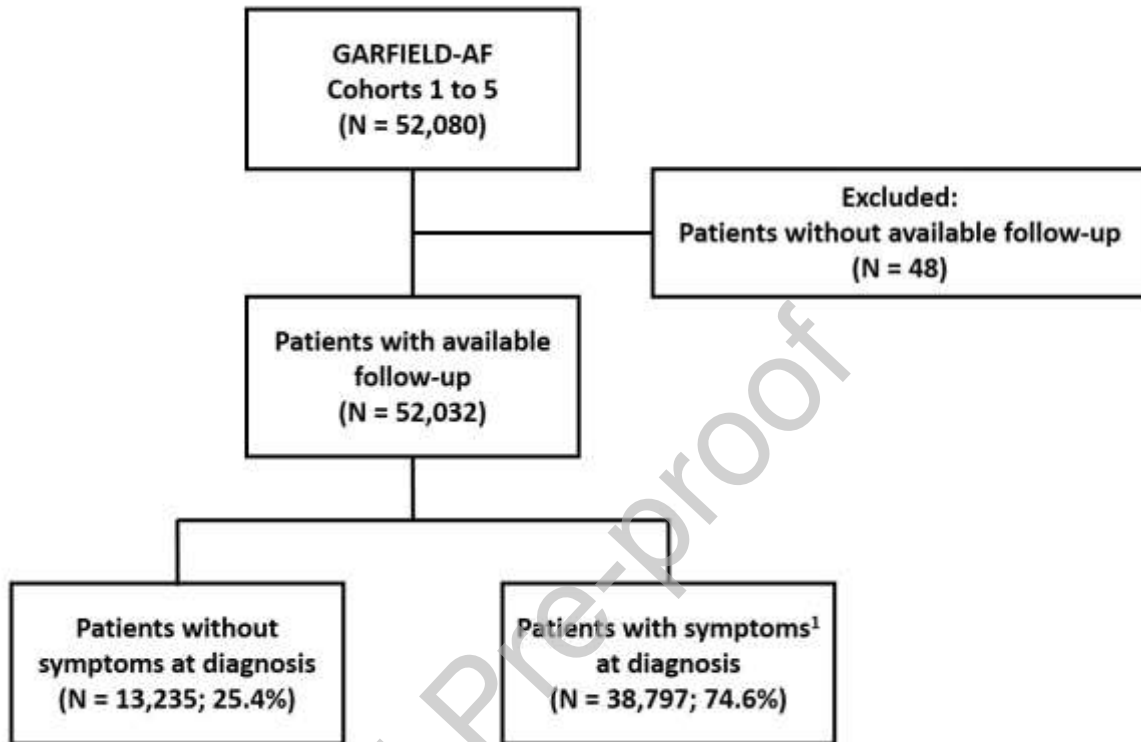 GARFIELD-AF
Cohorts 1 to 5
(N = 52,080)
Excluded:
Patients without available follow-up
(N = 48)
Patients with available
follow-up
(N = 52,032)
Patients without
symptoms at diagnosis
(N = 13,235; 25.4%)
Patients with symptoms¹
at diagnosis
(N = 38,797; 74.6%)
Pre-proof